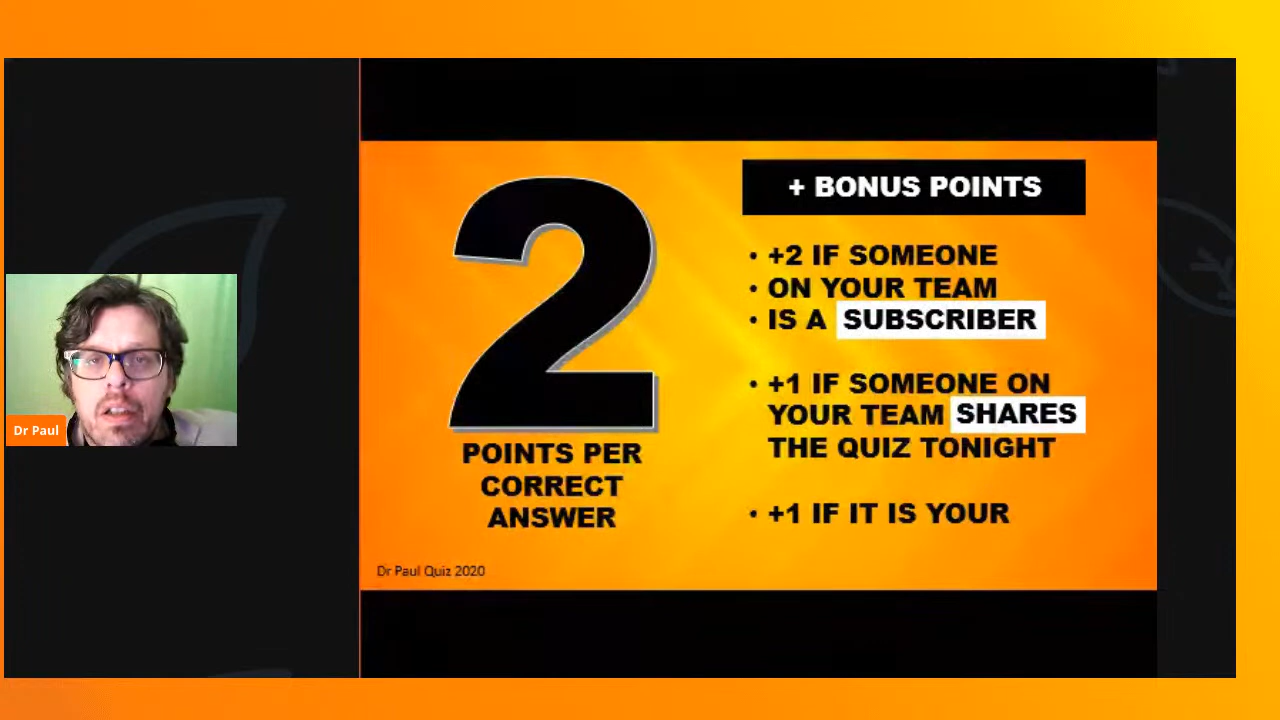 Dr Paul
2
POINTS PER
CORRECT
ANSWER
Dr Paul Quiz 2020
+ BONUS POINTS
• +2 IF SOMEONE
• ON YOUR TEAM
• IS A SUBSCRIBER
• +1 IF SOMEONE ON
YOUR TEAM SHARES
THE QUIZ TONIGHT
• +1 IF IT IS YOUR